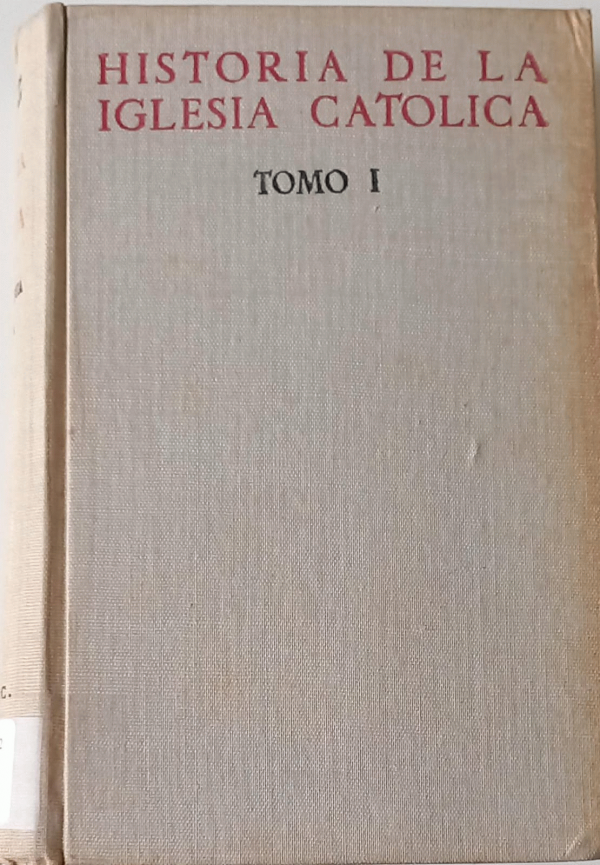 HISTORIA DE LA
IGLESIA CATOLICA
TOMO I
C.